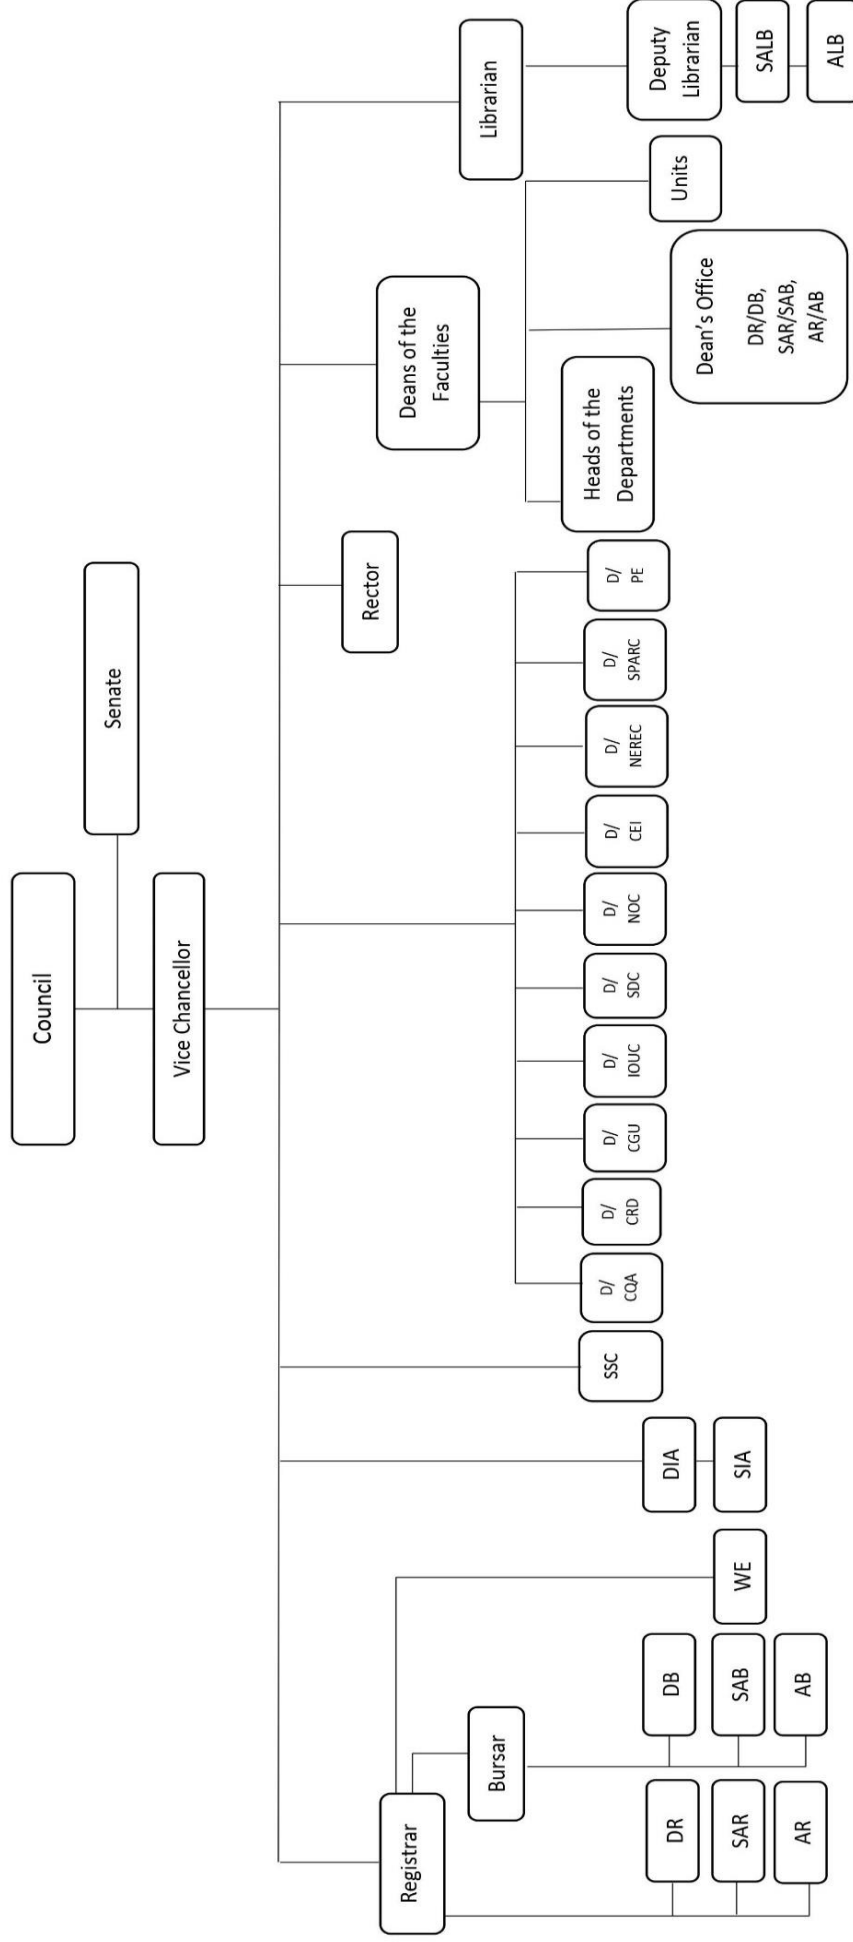 Council
Senate
Vice Chancellor
Registrar
Bursar
DR
SAR
AR
DB
SAB
AB
WE
DIA
SIA
SSC
D/
CQA
D/
CRD
D/
CGU
D/
IOUC
D/
SDC
D/
NOC
D/
CEI
D/
NEREC
D/
SPARC
D/
PE
Rector
Deans of the
Faculties
Heads of the
Departments
Dean's Office
DR/DB,
SAR/SAB,
AR/AB
Units
Librarian
Deputy
Librarian
SALB
ALB